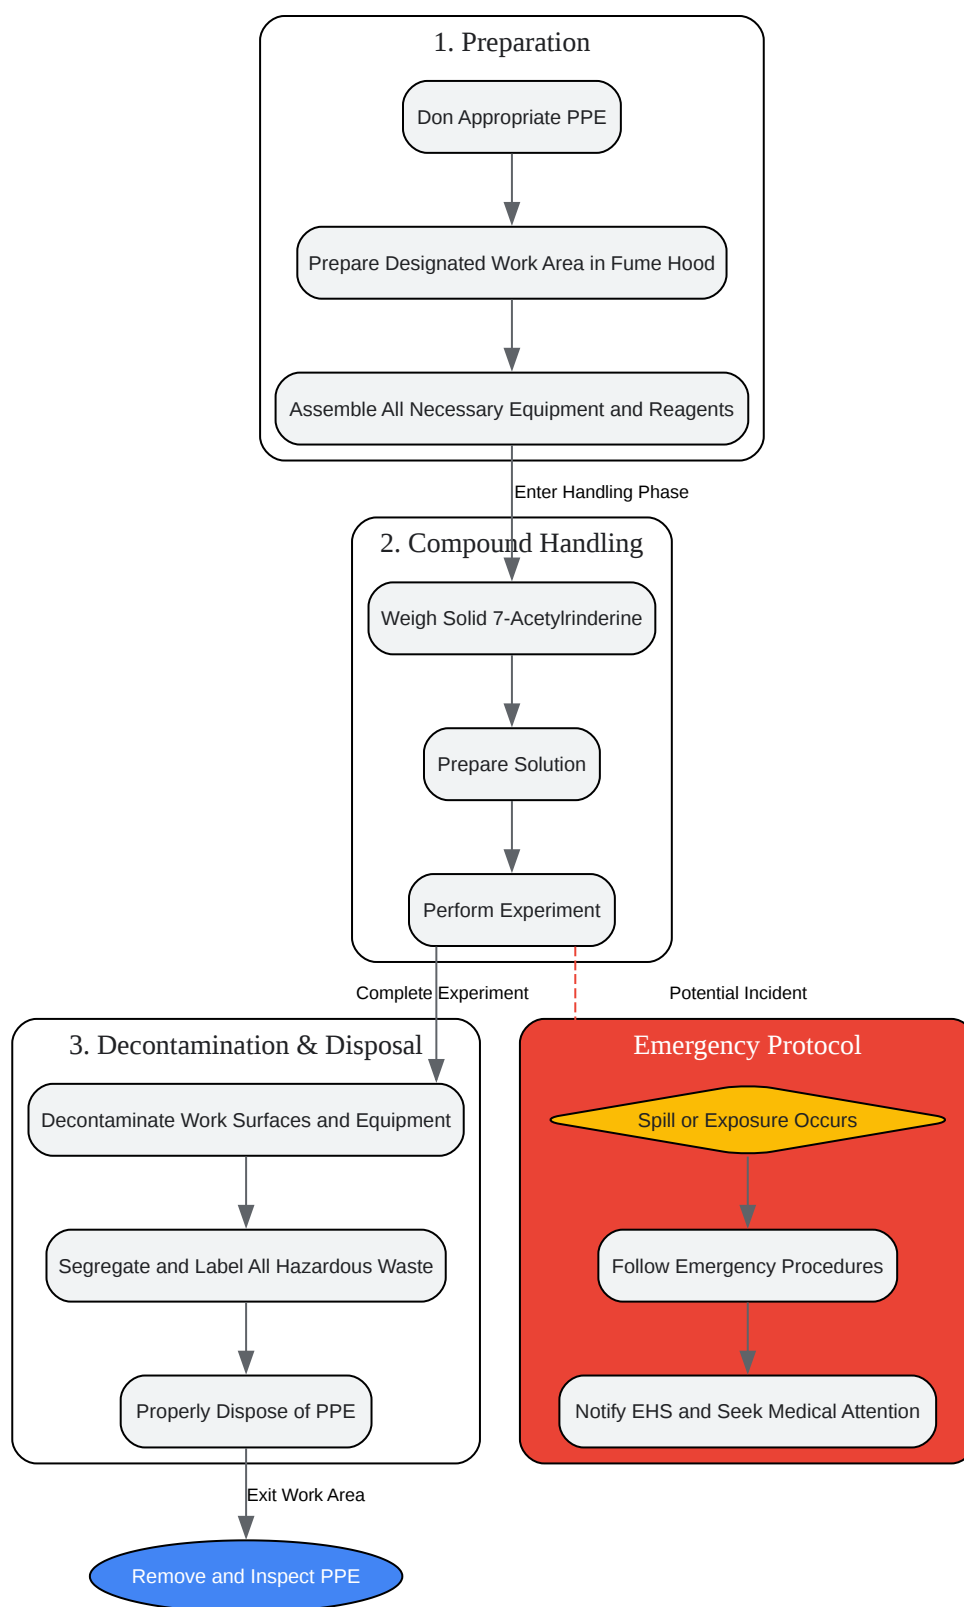 1. Preparation
Don Appropriate PPE
Prepare Designated Work Area in Fume Hood
Assemble All Necessary Equipment and Reagents
Enter Handling Phase
2. Compound Handling
Weigh Solid 7-Acetylrinderine
Prepare Solution
Perform Experiment
Complete Experiment
Potential Incident
3. Decontamination & Disposal
Decontaminate Work Surfaces and Equipment
Segregate and Label All Hazardous Waste
Properly Dispose of PPE
Exit Work Area
Remove and Inspect PPE
Emergency Protocol
Spill or Exposure Occurs
Follow Emergency Procedures
Notify EHS and Seek Medical Attention